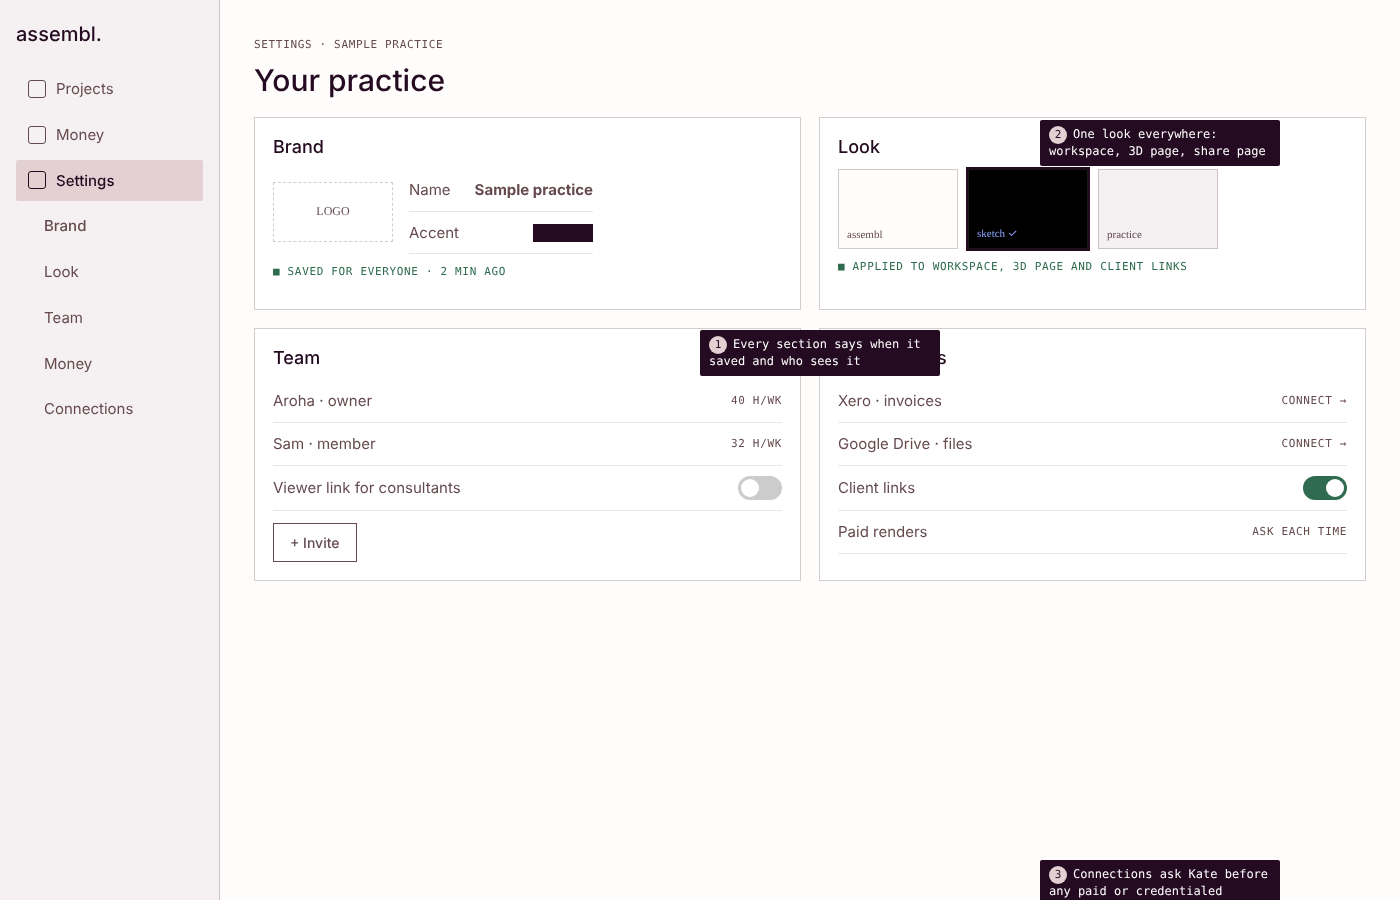 assembl.
Projects
Money
Settings
Brand
Look
Team
Money
Connections
SETTINGS · SAMPLE PRACTICE
Your practice
Brand
LOGO
Name Sample practice
Accent
■ SAVED FOR EVERYONE · 2 MIN AGO
Look
2 One look everywhere:
workspace, 3D page, share page
assembl
sketch ✓
practice
■ APPLIED TO WORKSPACE, 3D PAGE AND CLIENT LINKS
1 Every section says when it
saved and who sees it
Team
Aroha · owner 40 H/WK
Sam · member 32 H/WK
Viewer link for consultants
+ Invite
Xero · invoices CONNECT →
Google Drive · files CONNECT →
Client links
Paid renders ASK EACH TIME
3 Connections ask Kate before
any paid or credentialed